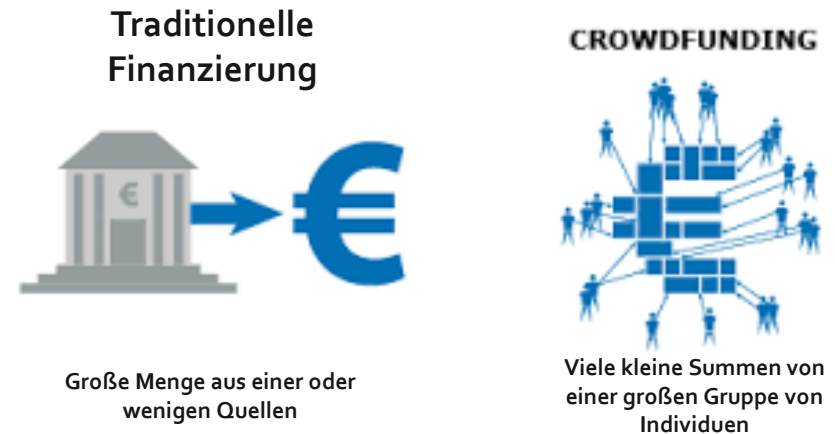 Traditionelle
Finanzierung
€
€
Große Menge aus einer oder
wenigen Quellen
CROWDFUNDING
Viele kleine Summen von
einer großen Gruppe von
Individuen